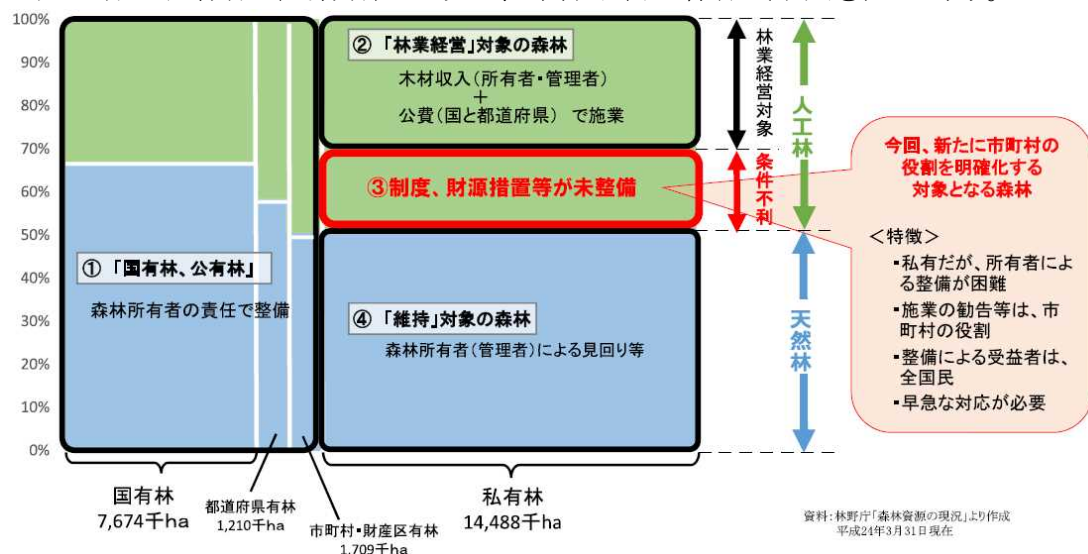 100%
90%
80%
70%
60%
50%
40%
30%
20%
10%
0%
① 「国有林、公有林」
森林所有者の責任で整備
② 「林業経営」対象の森林
木材収入(所有者・管理者)
+
公費(国と都道府県) で施業
③制度、財源措置等が未整備
④ 「維持」対象の森林
森林所有者(管理者)による見回り等
林業経営対象
条件不利
人工林
天然林
今回、新たに市町村の
役割を明確化する
対象となる森林
<特徴>
▪私有だが、所有者によ
る整備が困難
▪施業の勧告等は、市
町村の役割
▪整備による受益者は、
全国民
▪早急な対応が必要
国有林
7,674千ha
都道府県有林
1,210千ha
市町村・財産区有林
1,709千ha
私有林
14,488千ha
資料:林野庁「森林資源の現況」より作成
平成24年3月31日現在